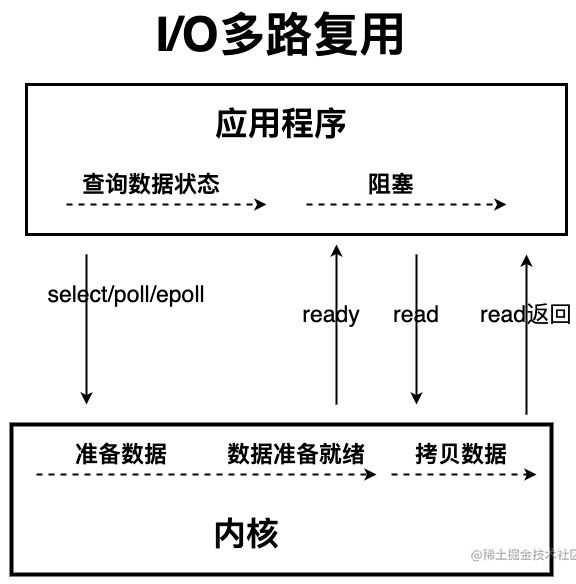 I/O多路复用
应用程序
查询数据状态
阻塞
select/poll/epoll
ready
read
read返回
准备数据
数据准备就绪
拷贝数据
内核
@稀土掘金技术社区